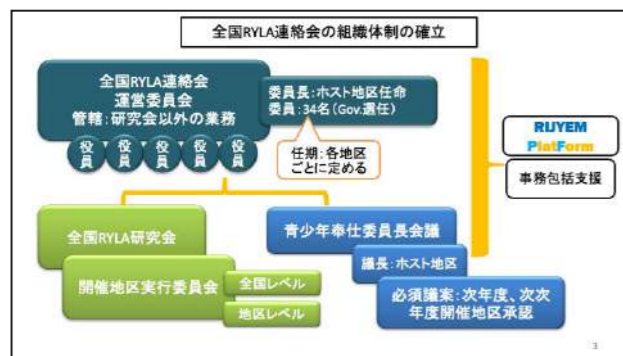 全国RYLA連絡会の組織体制の確立
全国RYLA連絡会
運営委員会
管轄:研究会以外の業務
委員長:ホスト地区任命
委員:34名(Gov.選任)
役員
役員
役員
役員
役員
任期:各地区
ごとに定める
RIJYEM
PlatForm
事務包括支援
全国RYLA研究会
開催地区実行委員会
全国レベル
地区レベル
青少年奉仕委員長会議
議長:ホスト地区
必須議案:次年度、次次
年度開催地区承認
3